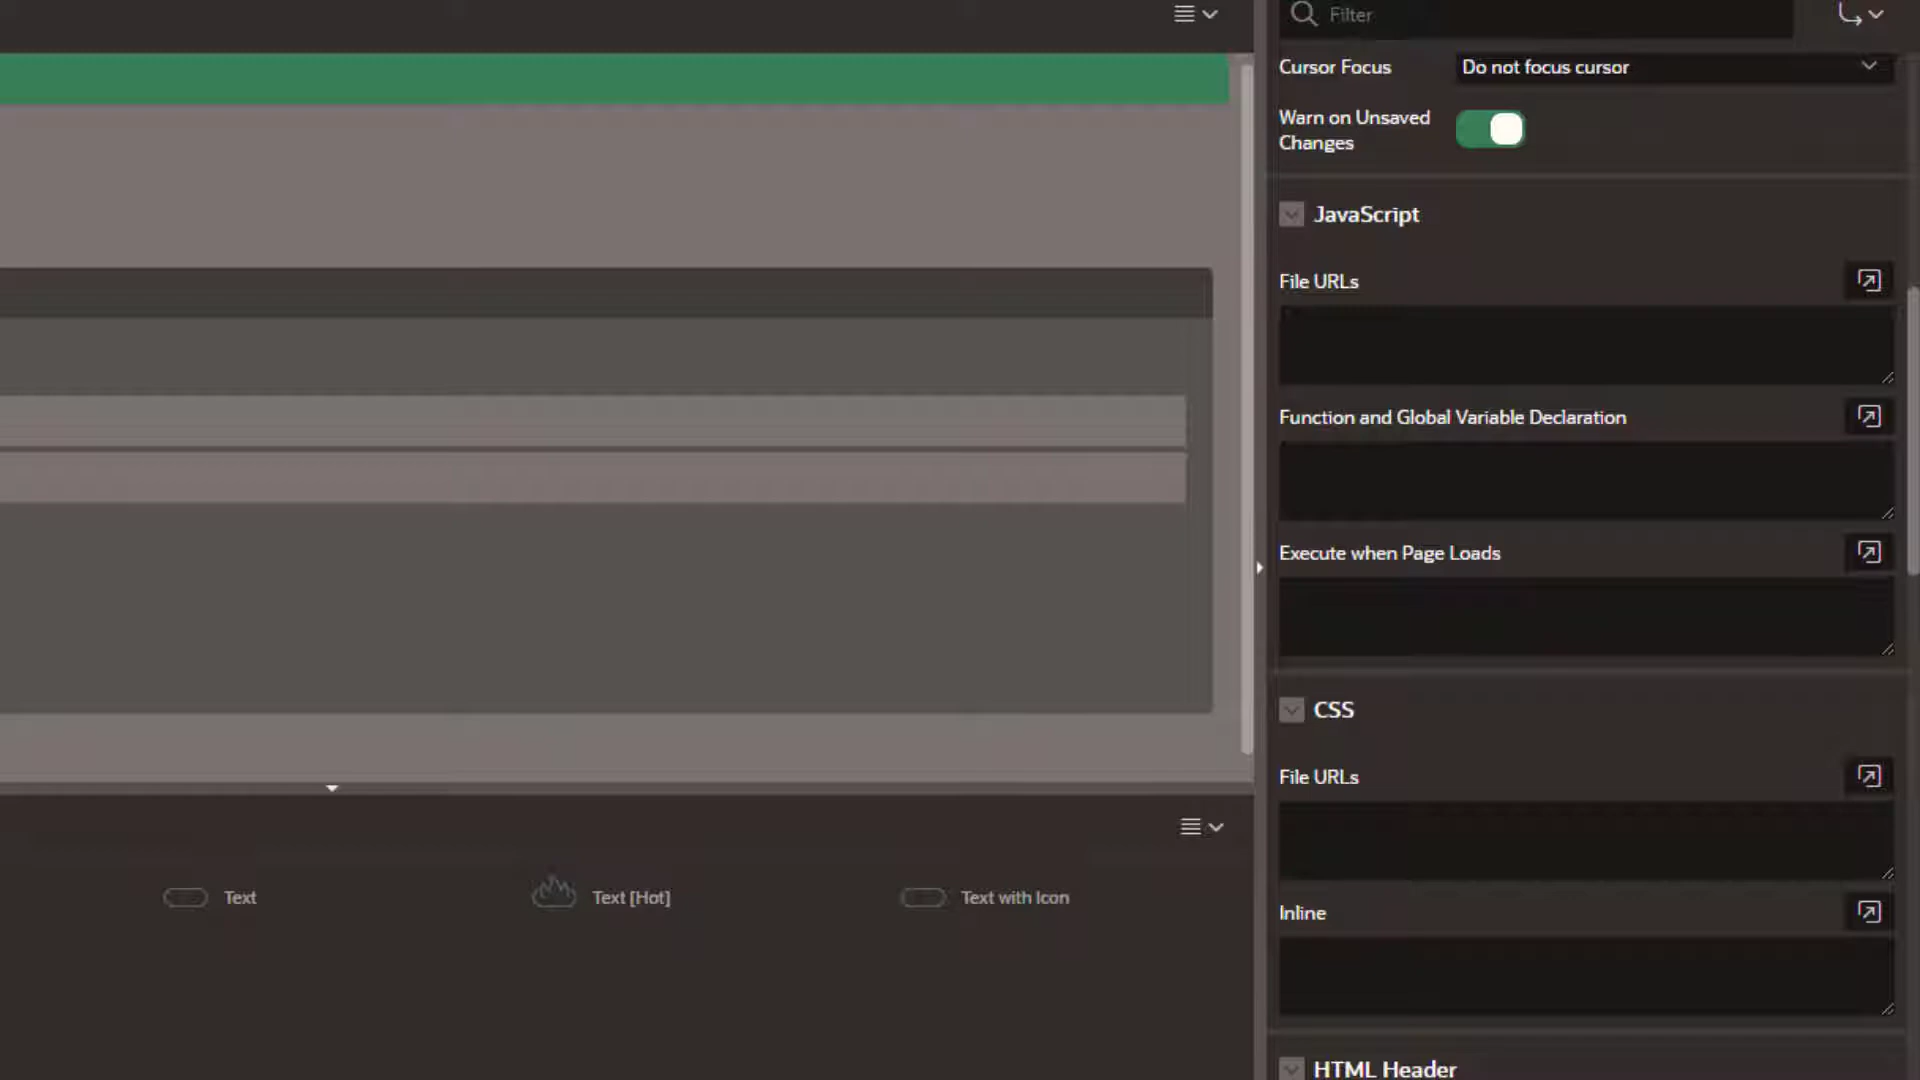 Filter
Cursor Focus
Do not focus cursor
Warn on Unsaved
Changes
JavaScript
File URLs
Function and Global Variable Declaration
Execute when Page Loads
CSS
File URLs
Inline
HTML Header
Text
Text [Hot]
Text with Icon